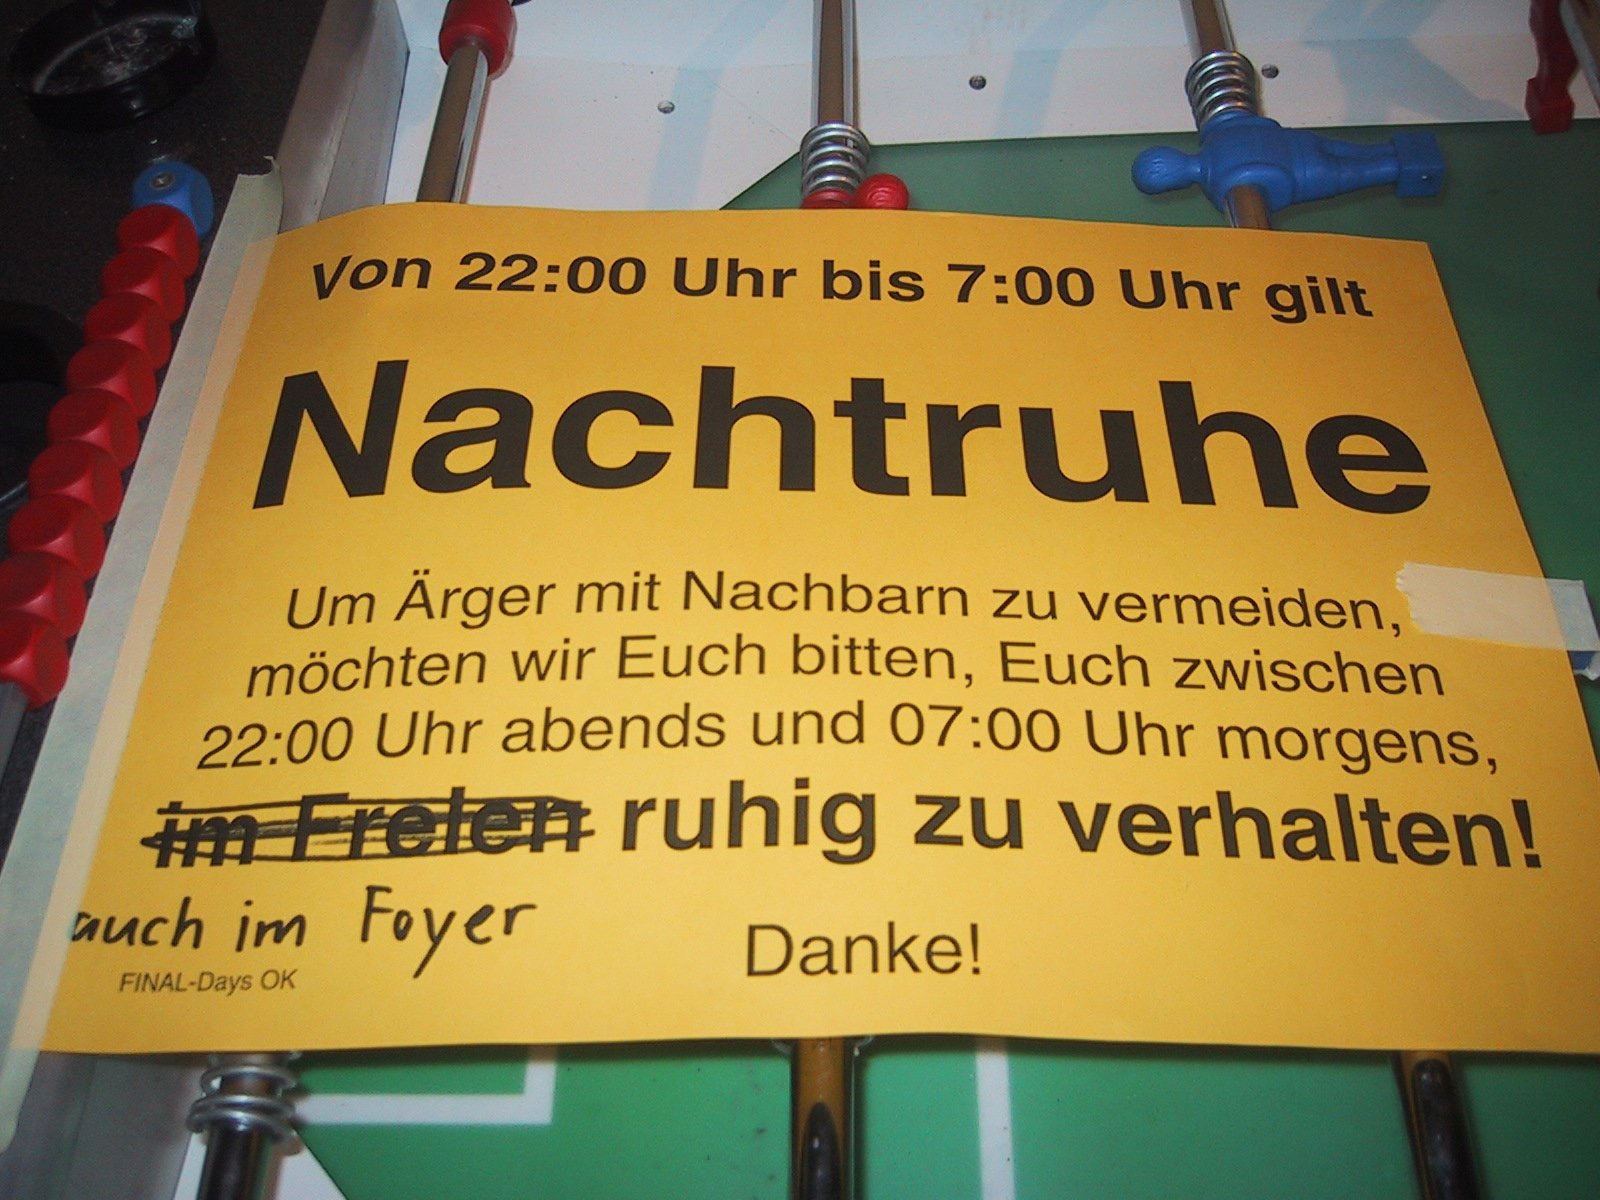 Von 22:00 Uhr bis 7:00 Uhr gilt
Nachtruhe
Um Ärger mit Nachbarn zu vermeiden,
möchten wir Euch bitten, Euch zwischen
22:00 Uhr abends und 07:00 Uhr morgens,
im Freien ruhig zu verhalten!
auch im Foyer
Danke!
FINAL-Days OK